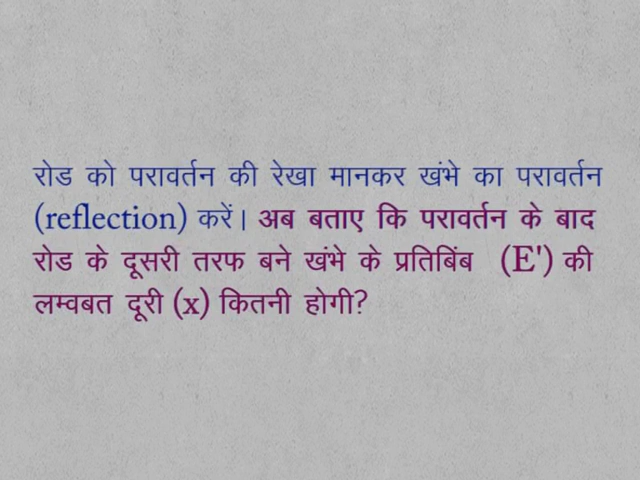 रोड को परावर्तन की रेखा मानकर खंभे का परावर्तन
(reflection) करें। अब बताए कि परावर्तन के बाद
रोड के दूसरी तरफ बने खंभे के प्रतिबिंब (E') की
लम्वबत दूरी (x) कितनी होगी?